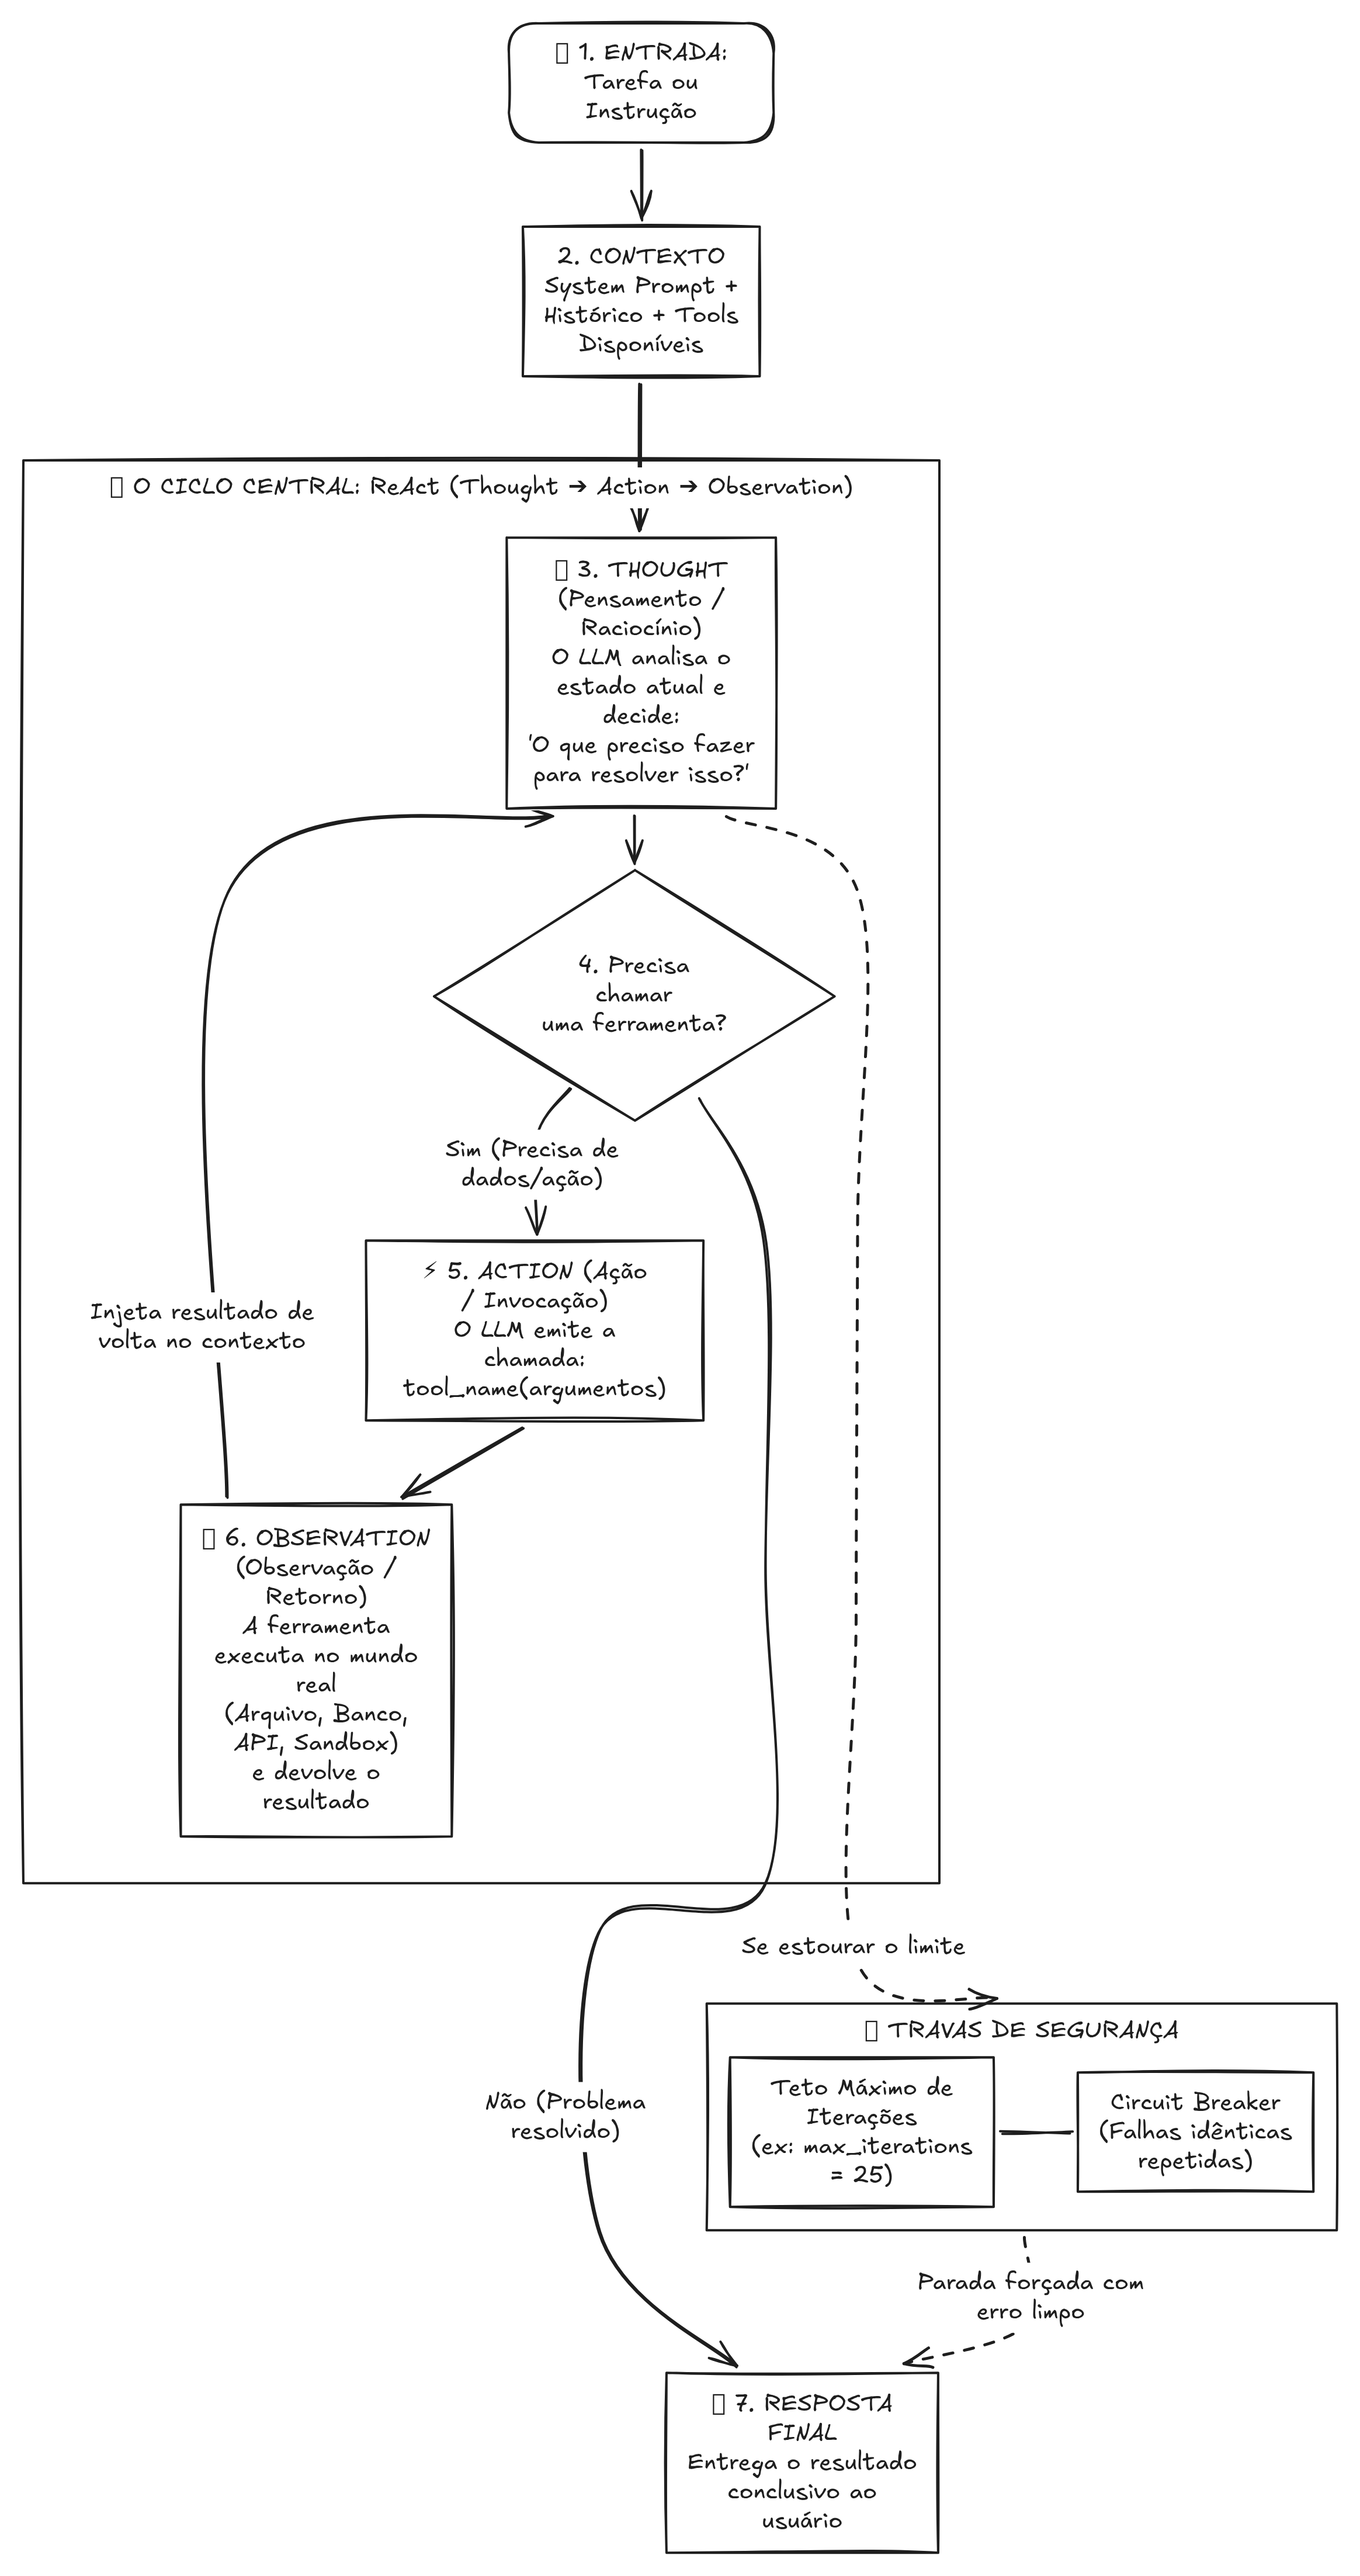 1. ENTRADA:
Tarefa ou
Instrução
2. CONTEXTO
System Prompt +
Histórico + Tools
Disponíveis
O CICLO CENTRAL: ReAct (Thought → Action → Observation)
3. THOUGHT
(Pensamento /
Raciocínio)
O LLM analisa o
estado atual e
decide:
'O que preciso fazer
para resolver isso?'
4. Precisa
chamar
uma ferramenta?
Sim (Precisa de
dados/ação)
⚡ 5. ACTION (Ação
/ Invocação)
O LLM emite a
chamada:
tool_name(argumentos)
Injeta resultado de
volta no contexto
6. OBSERVATION
(Observação /
Retorno)
A ferramenta
executa no mundo
real
(Arquivo, Banco,
API, Sandbox)
e devolve o
resultado
Se estourar o limite
TRAVAS DE SEGURANÇA
Teto Máximo de
Iterações
(ex: max_iterations
= 25)
Circuit Breaker
(Falhas idênticas
repetidas)
Não (Problema
resolvido)
Parada forçada com
erro limpo
7. RESPOSTA
FINAL
Entrega o resultado
conclusivo ao
usuário